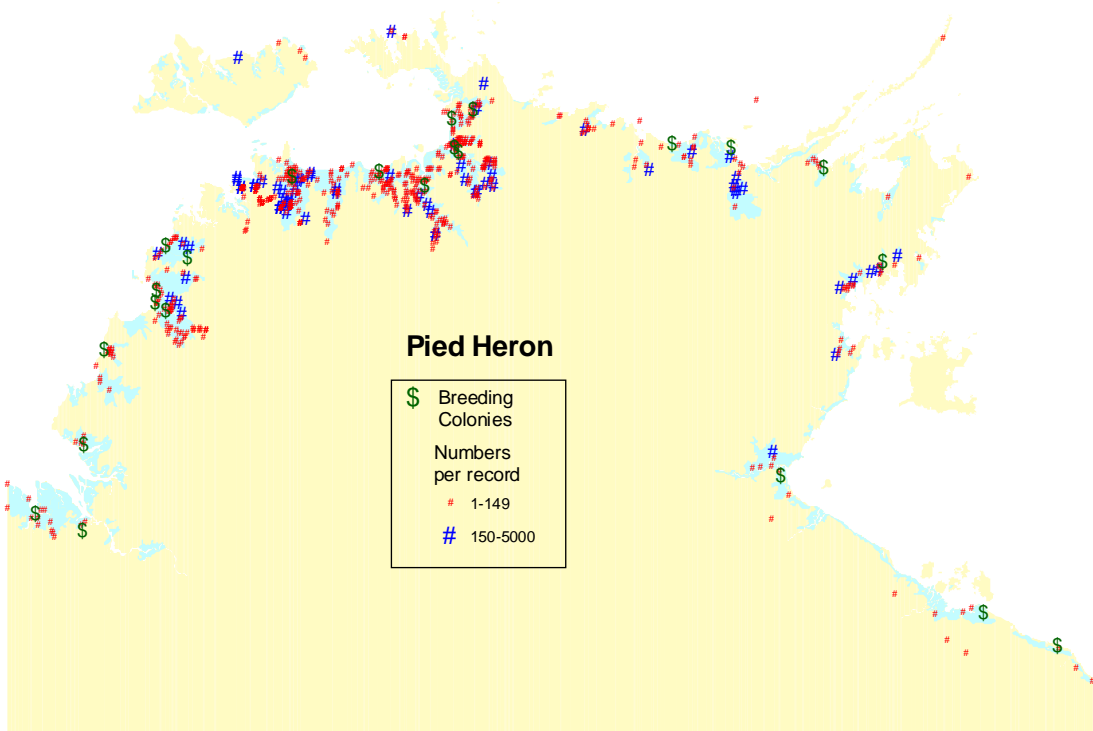 Pied Heron
$ Breeding
Colonies
Numbers
per record
# 1-149
# 150-5000